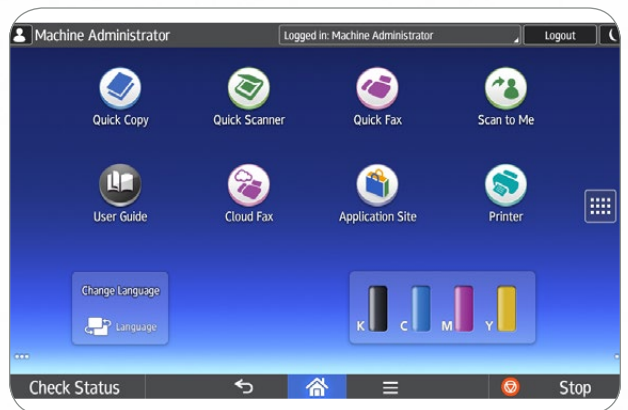 Machine Administrator
Logged in: Machine Administrator
Logout
Quick Copy
Quick Scanner
Quick Fax
Scan to Me
User Guide
Cloud Fax
Application Site
Printer
Change Language
Language
K C M Y
Check Status
Stop